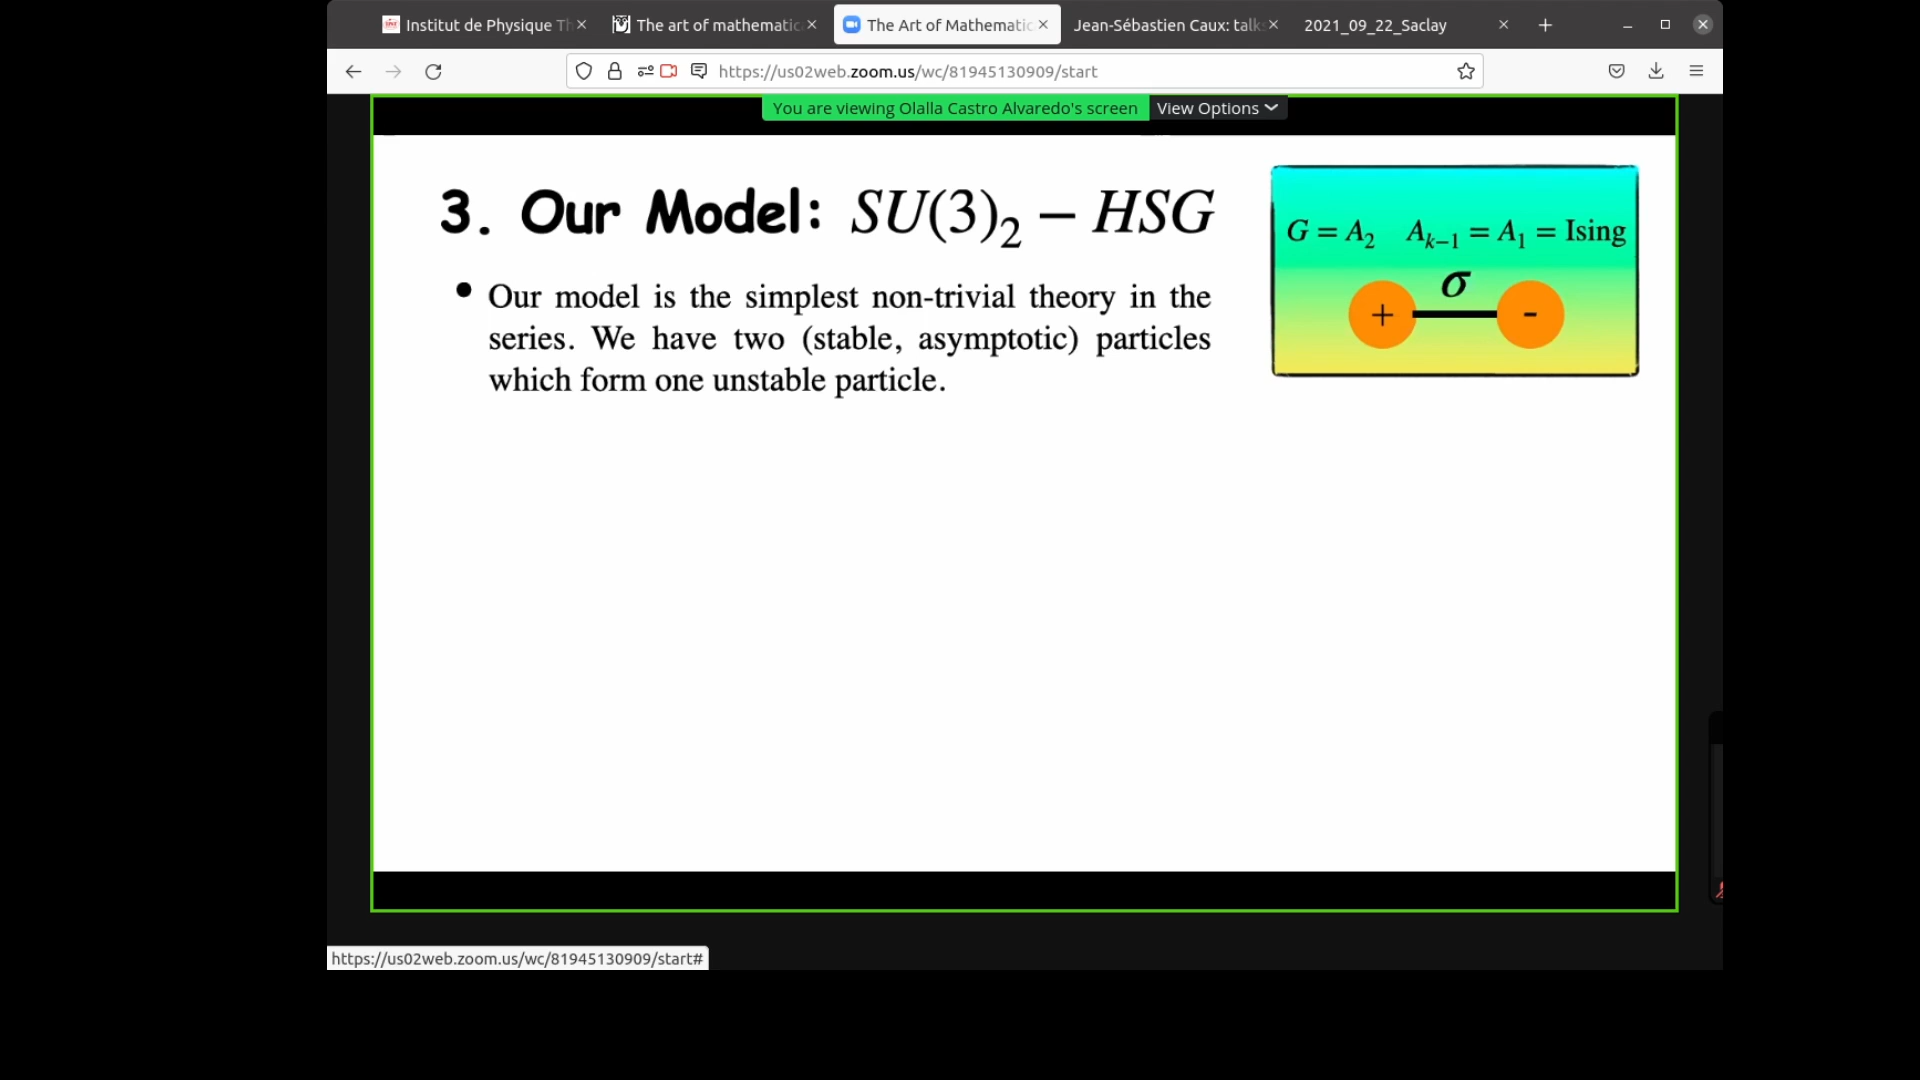 Institut de Physique Th
The art of mathematic
The Art of Mathematic
Jean-Sébastien Caux: talk
2021_09_22_Saclay
https://us02web.zoom.us/wc/81945130909/start
You are viewing Olalla Castro Alvaredo's screen View Options
3. Our Model: SU(3)₂ − HSG
G = A₂ Aₖ₋₁ = A₁ = Ising
σ
+ -
• Our model is the simplest non-trivial theory in the
series. We have two (stable, asymptotic) particles
which form one unstable particle.
https://us02web.zoom.us/wc/81945130909/start#